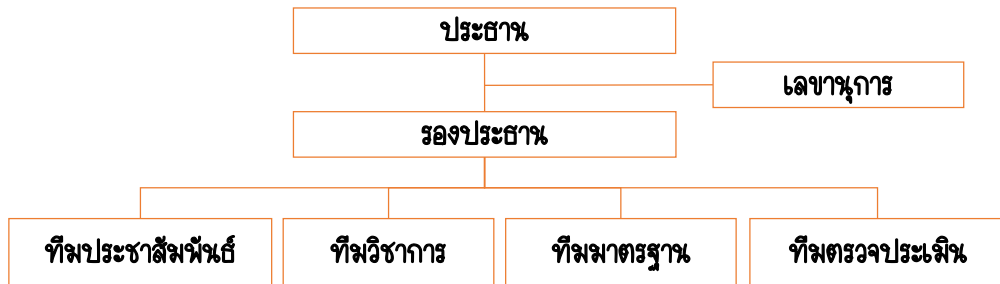 ประธาน
เลขานุการ
รองประธาน
ทีมประชาสัมพันธ์
ทีมวิชาการ
ทีมมาตรฐาน
ทีมตรวจประเมิน